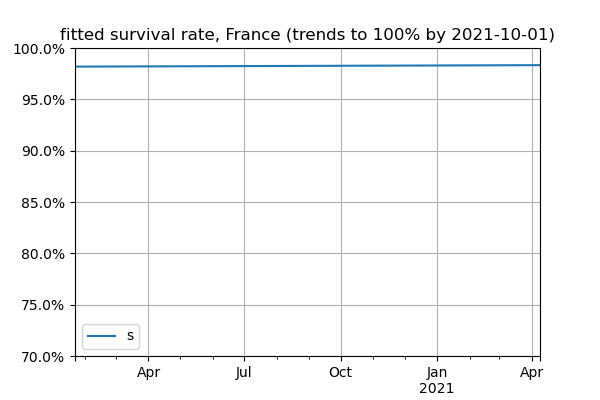 fitted survival rate, France (trends to 100% by 2021-10-01)
100.0%
95.0%
90.0%
85.0%
80.0%
75.0%
70.0%
s
Apr Jul Oct Jan Apr
2021